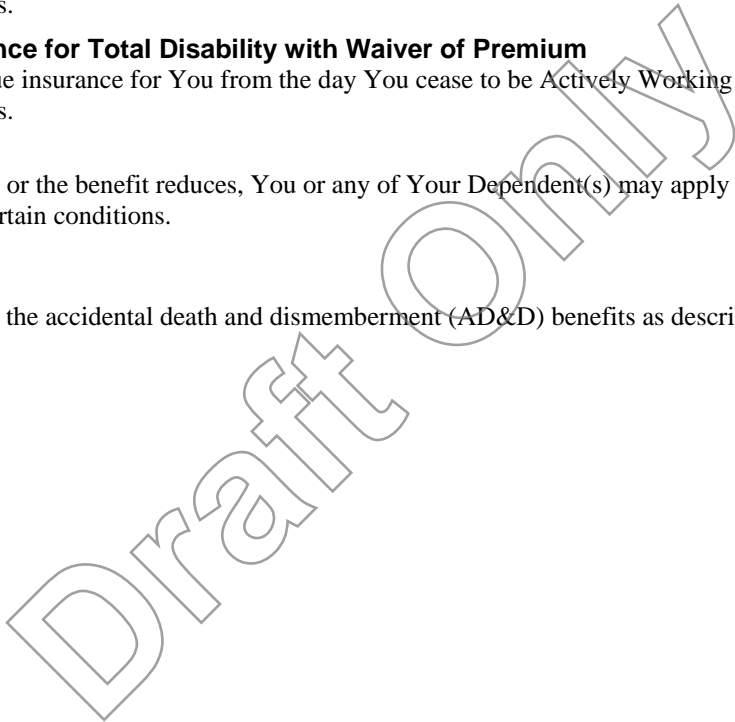 s.
nce for Total Disability with Waiver of Premium
ue insurance for You from the day You cease to be Actively Working
s.
or the benefit reduces, You or any of Your Dependent(s) may apply
rtain conditions.
the accidental death and dismemberment (AD&D) benefits as descri
Draft Only